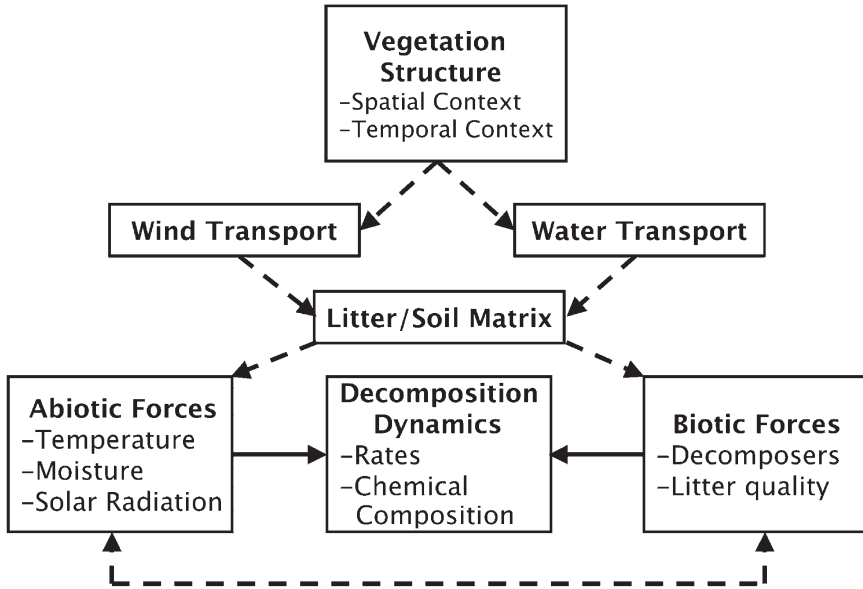 Vegetation
Structure
–Spatial Context
–Temporal Context
Wind Transport
Water Transport
Litter/Soil Matrix
Abiotic Forces
–Temperature
–Moisture
–Solar Radiation
Decomposition
Dynamics
–Rates
–Chemical
Composition
Biotic Forces
–Decomposers
–Litter quality